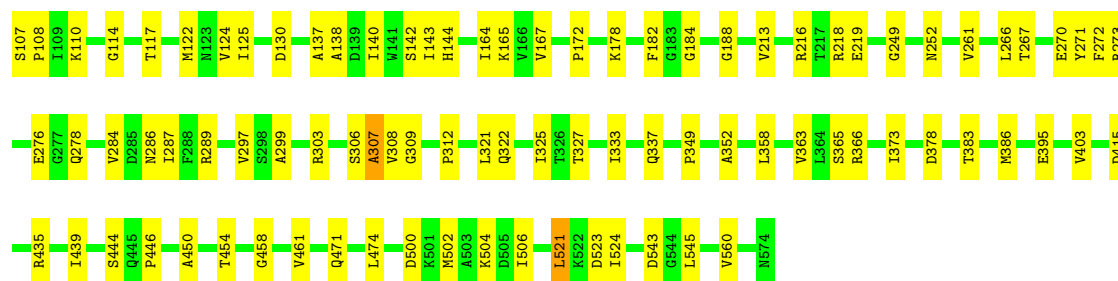 S107 P108 I109 K110 G114 T117 M122 N123 V124 I125 D130 A137 A138 D139 I140 W141 S142 I143 H144 I164 K165 V166 V167 P172 K178 F182 G183 G184 G188 V213 R216 T217 R218 E219 G249 N252 V261 L266 T267 E270 Y271 F272
E276 G277 Q278 V284 D285 N286 I287 F288 R289 V297 S298 A299 R303 S306 A307 V308 G309 P312 L321 Q322 I325 T326 T327 I333 Q337 P349 A352 L358 V363 L364 S365 R366 I373 D378 T383 M386 E395 V403
R435 I439 S444 Q445 P446 A450 T454 G458 V461 Q471 L474 D500 K501 M502 A503 K504 D505 I506 L521 K522 D523 I524 D543 G544 L545 V560 N574